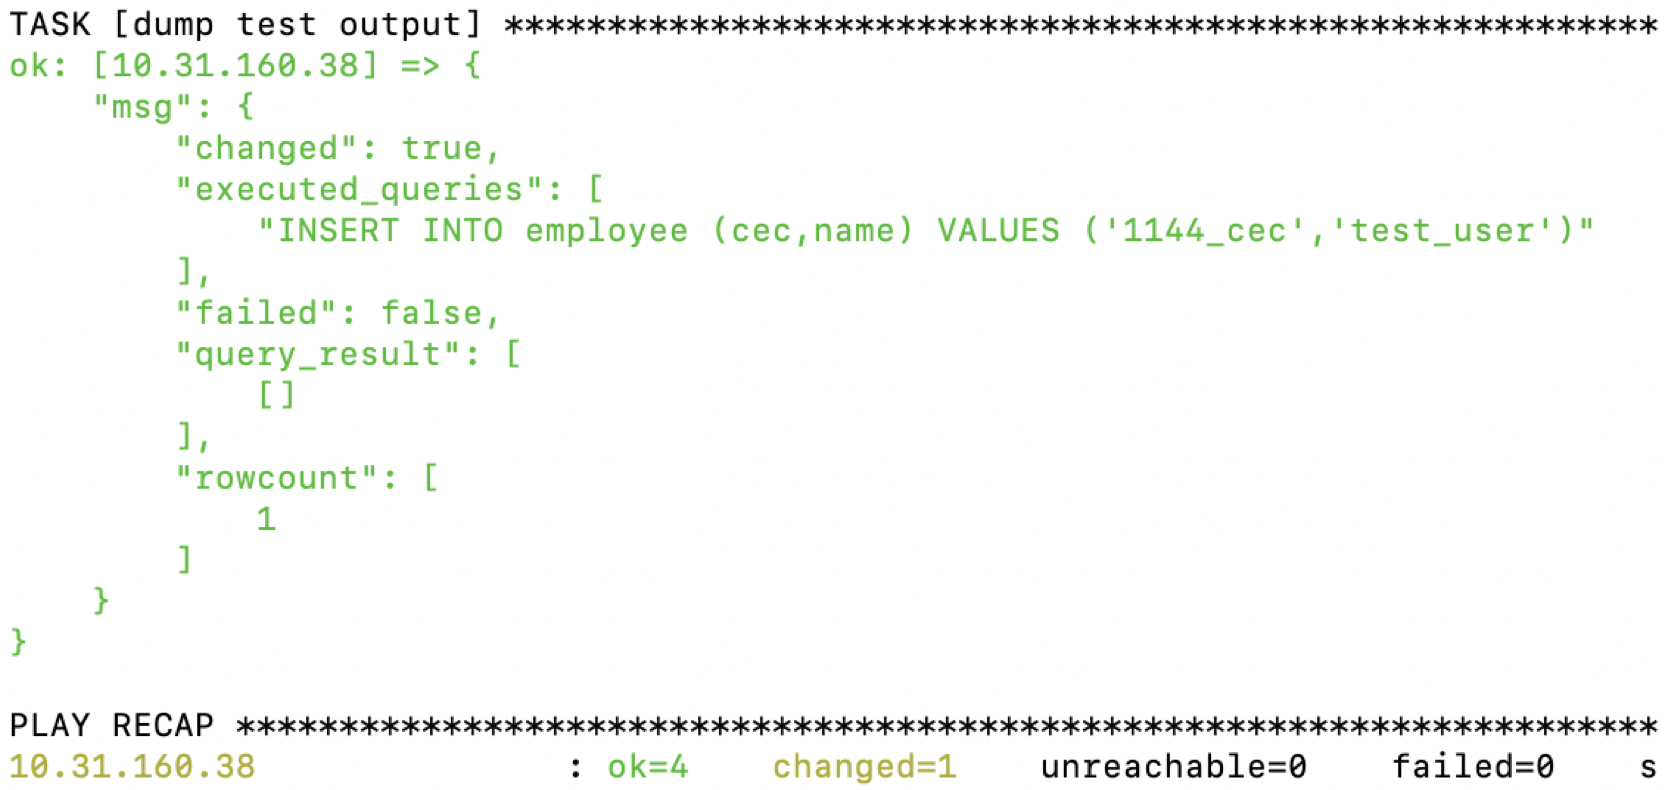 TASK [dump test output] ********************************************************
ok: [10.31.160.38] => {
    "msg": {
        "changed": true,
        "executed_queries": [
            "INSERT INTO employee (cec,name) VALUES ('1144_cec','test_user')"
        ],
        "failed": false,
        "query_result": [
            []
        ],
        "rowcount": [
            1
        ]
    }
}
PLAY RECAP *********************************************************************
10.31.160.38               : ok=4    changed=1    unreachable=0    failed=0    s